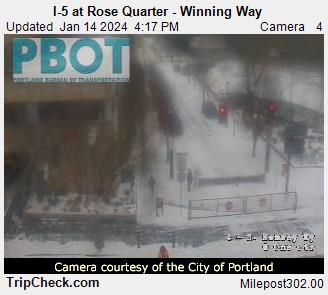 I-5 at Rose Quarter - Winning Way
Updated Jan 14 2024 4:17 PM Camera 4
PBOT
PORTLAND BUREAU OF TRANSPORTATION
Camera courtesy of the City of Portland
TripCheck.com Milepost302.00